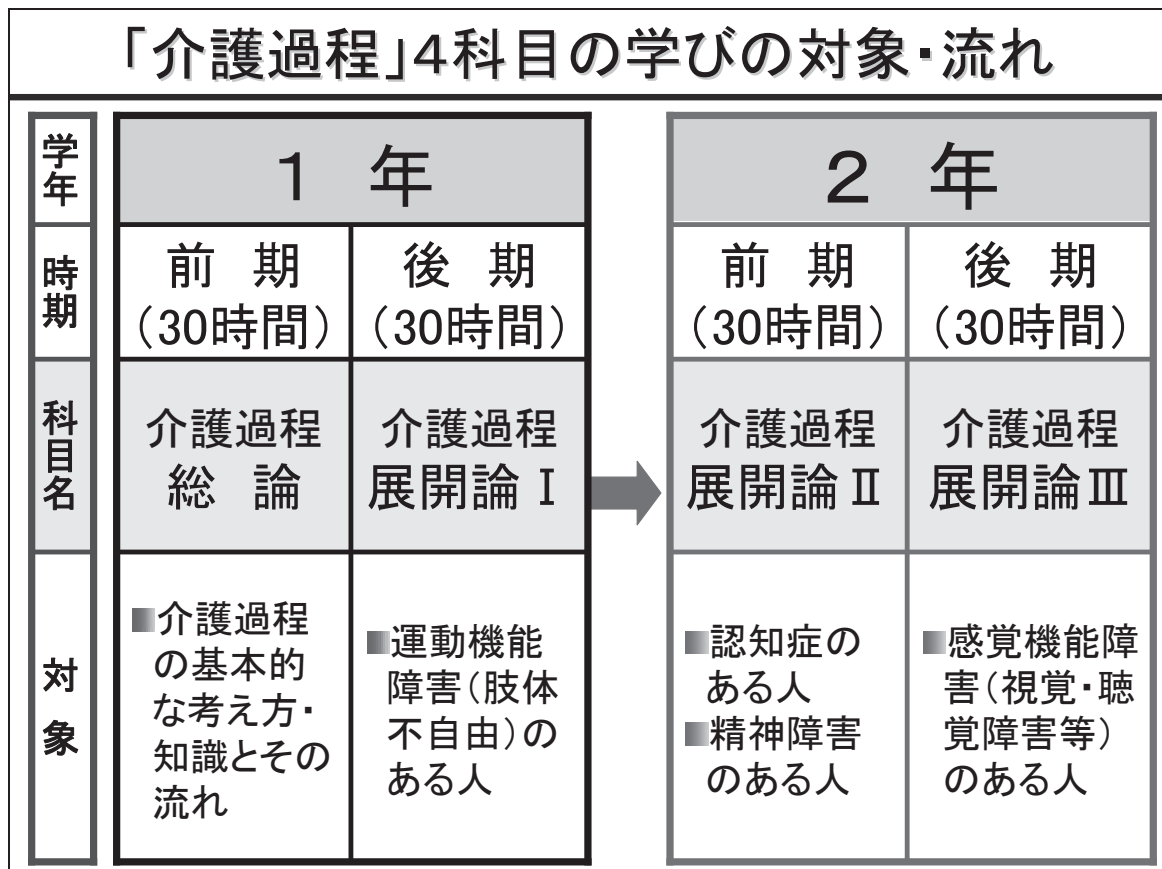 「介護過程」4科目の学びの対象・流れ
学年
1 年
2 年
時期
前 期
(30時間)
後 期
(30時間)
前 期
(30時間)
後 期
(30時間)
科目名
介護過程
総 論
介護過程
展開論Ⅰ
介護過程
展開論Ⅱ
介護過程
展開論Ⅲ
対象
■介護過程
の基本的
な考え方・
知識とその
流れ
■運動機能
障害(肢体
不自由)の
ある人
■認知症の
ある人
■精神障害
のある人
■感覚機能障
害(視覚・聴
覚障害等)
のある人